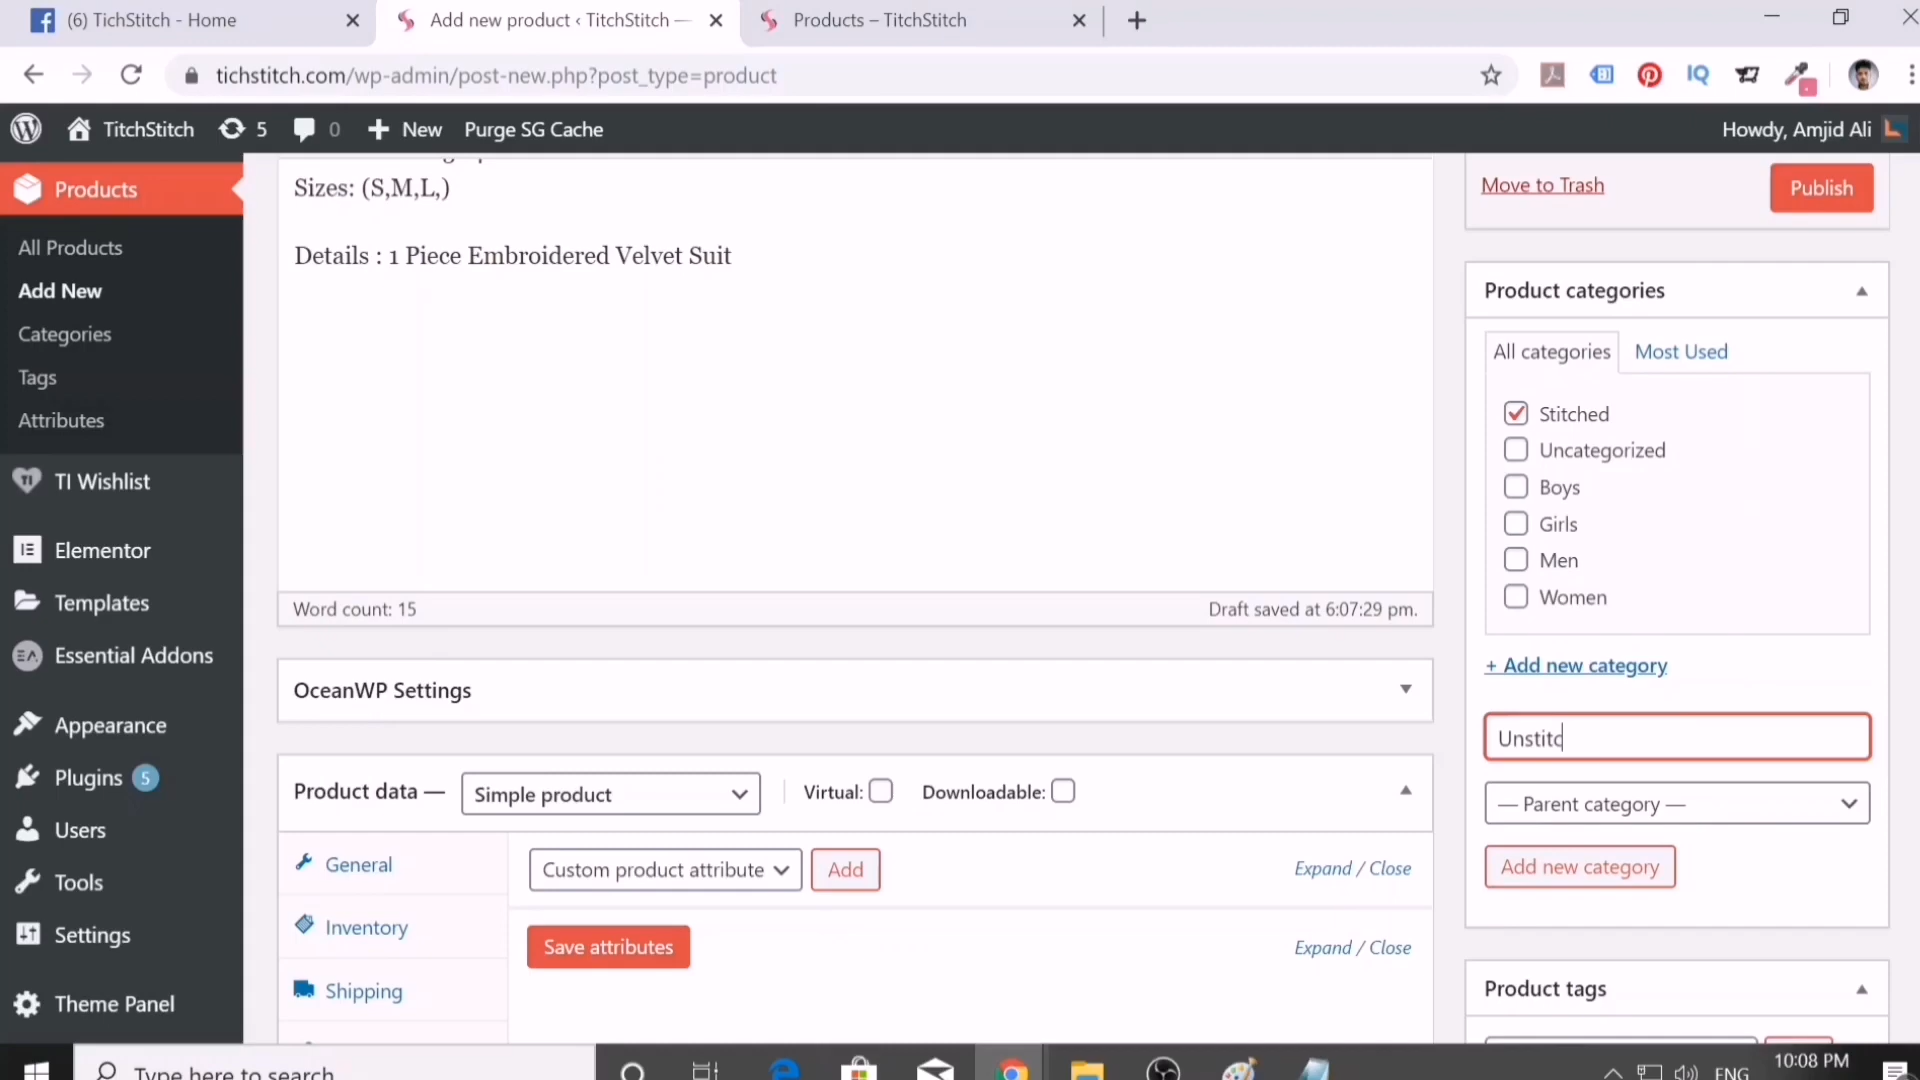 (6) TichStitch - Home
Add new product ‹ TitchStitch —
Products – TitchStitch
tichstitch.com/wp-admin/post-new.php?post_type=product
IQ
TitchStitch
5
0
New
Purge SG Cache
Howdy, Amjid Ali
Products
All Products
Add New
Categories
Tags
Attributes
TI Wishlist
Elementor
Templates
Essential Addons
Appearance
Plugins 5
Users
Tools
Settings
Theme Panel
Sizes: (S,M,L,)
Details : 1 Piece Embroidered Velvet Suit
Word count: 15
Draft saved at 6:07:29 pm.
OceanWP Settings
Product data —
Simple product
Virtual:
Downloadable:
General
Inventory
Shipping
Custom product attribute
Add
Expand / Close
Save attributes
Expand / Close
Move to Trash
Publish
Product categories
All categories
Most Used
Stitched
Uncategorized
Boys
Girls
Men
Women
+ Add new category
Unstitc
— Parent category —
Add new category
Product tags
Type here to search
ENG
10:08 PM